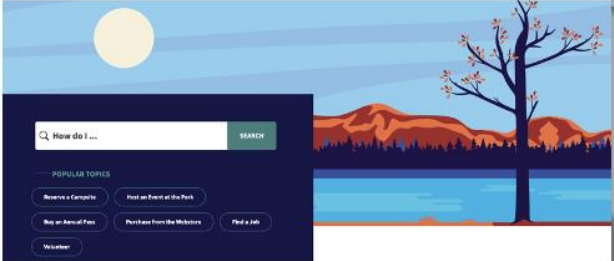 How do I ...
SEARCH
POPULAR TOPICS
Reserve a Campsite
Host an Event at the Park
Buy an Annual Pass
Purchase from the Webstore
Find a Job
Volunteer